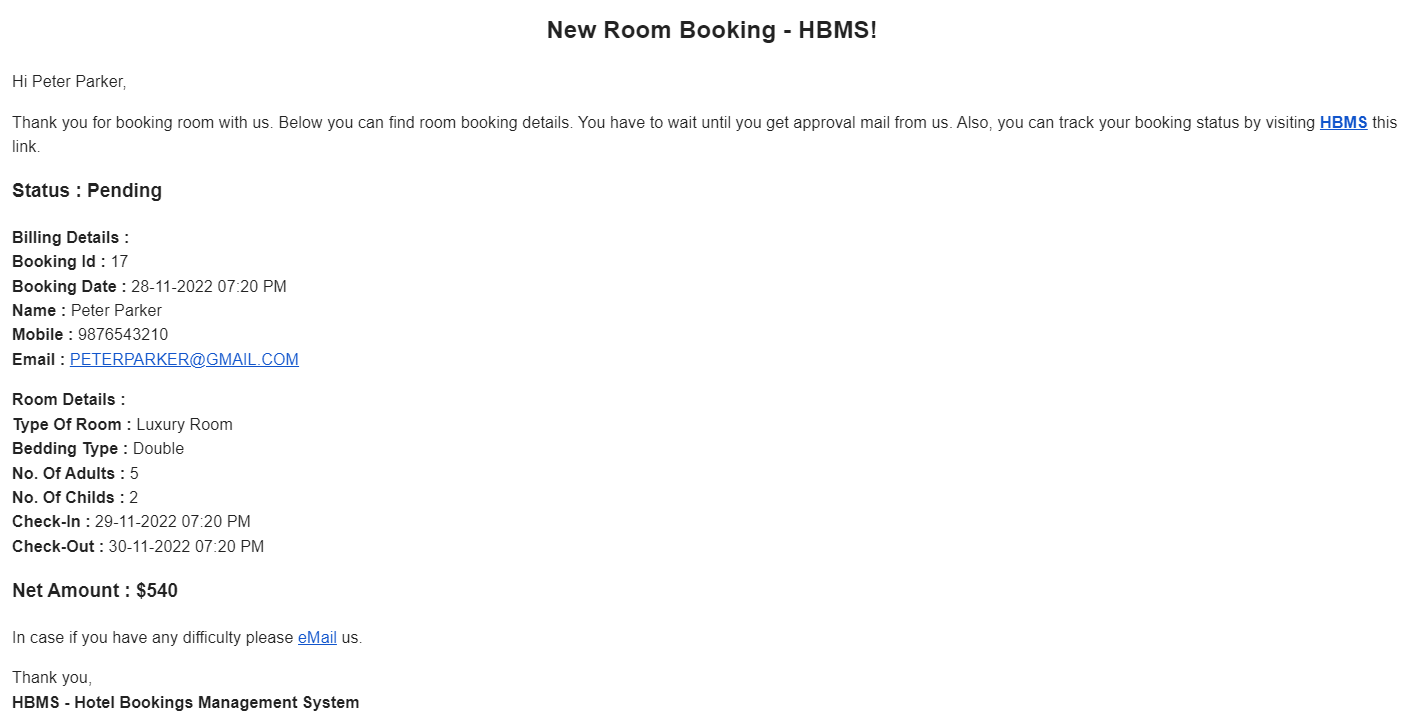 New Room Booking - HBMS!
Hi Peter Parker,
Thank you for booking room with us. Below you can find room booking details. You have to wait until you get approval mail from us. Also, you can track your booking status by visiting HBMS this
link.
Status : Pending
Billing Details :
Booking Id : 17
Booking Date : 28-11-2022 07:20 PM
Name : Peter Parker
Mobile : 9876543210
Email : PETERPARKER@GMAIL.COM
Room Details :
Type Of Room : Luxury Room
Bedding Type : Double
No. Of Adults : 5
No. Of Childs : 2
Check-In : 29-11-2022 07:20 PM
Check-Out : 30-11-2022 07:20 PM
Net Amount : $540
In case if you have any difficulty please eMail us.
Thank you,
HBMS - Hotel Bookings Management System